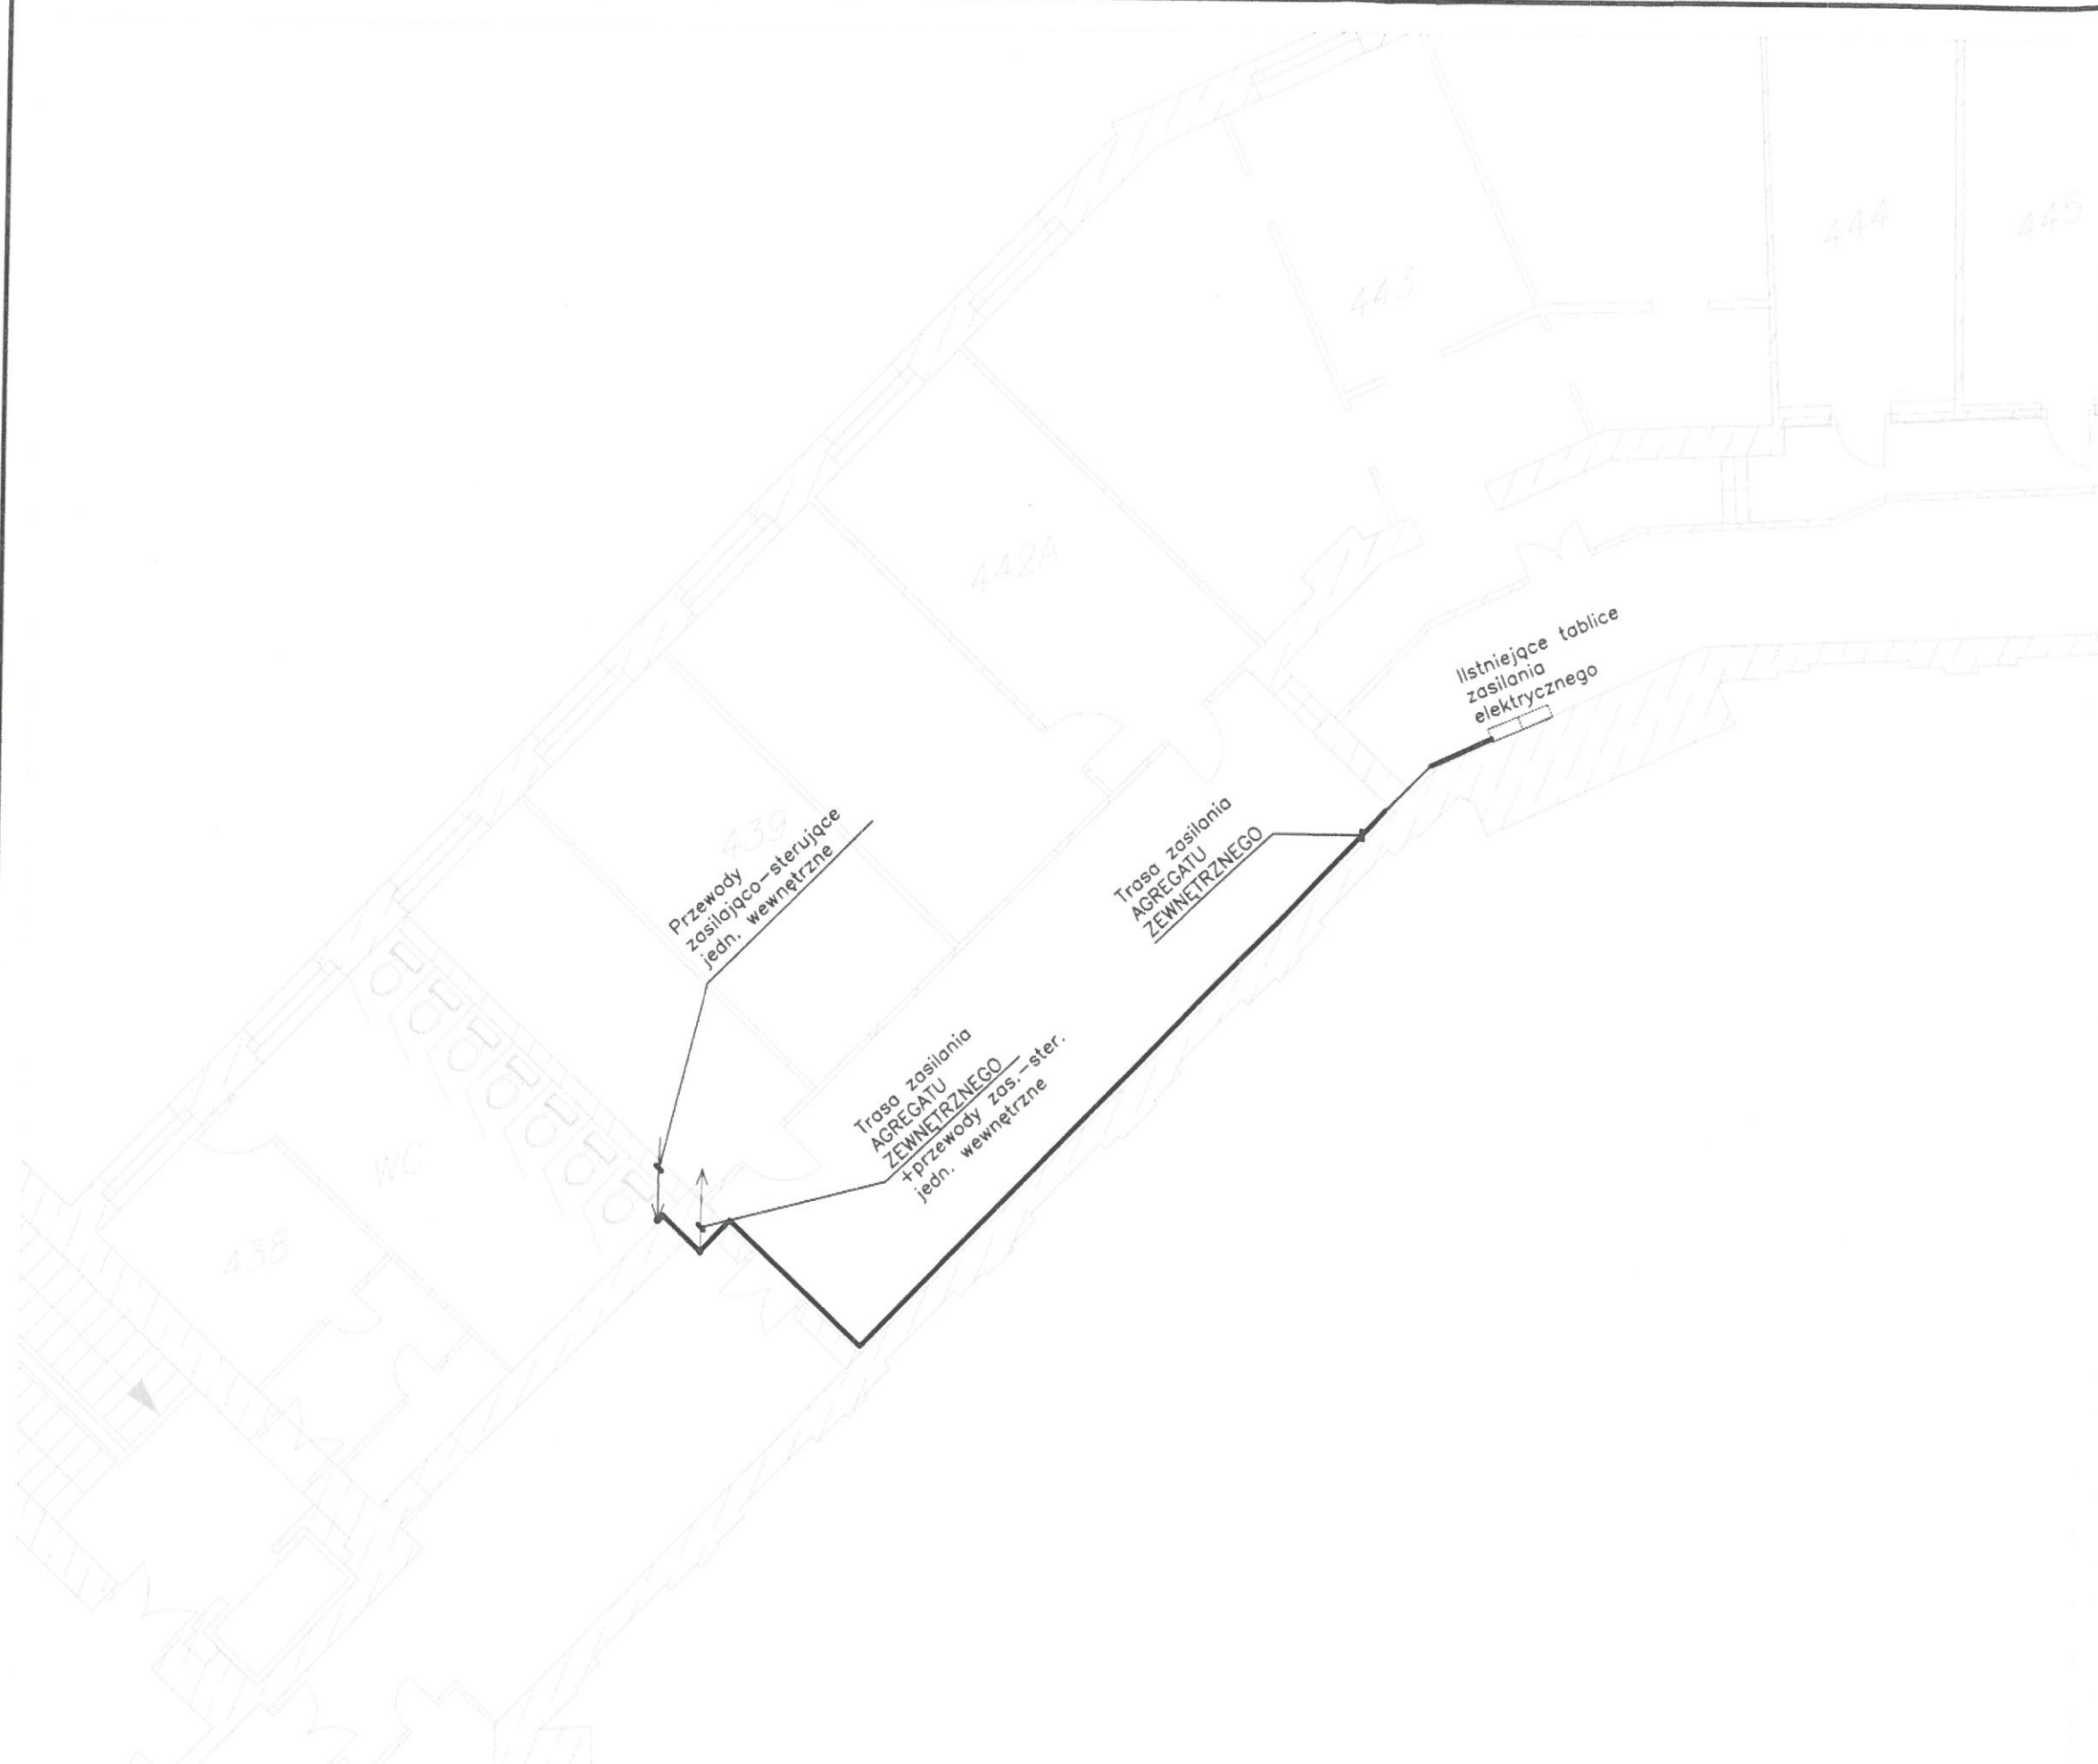 444
445
443
442A
IIstniejące tablice
zasilania
elektrycznego
439
Przewody
zasilająco-sterujące
jedn. wewnętrzne
Trasa zasilania
AGREGATU
ZEWNĘTRZNEGO
Trasa zasilania
AGREGATU
ZEWNĘTRZNEGO
+przewody zas.-ster.
jedn. wewnętrzne
WC
438